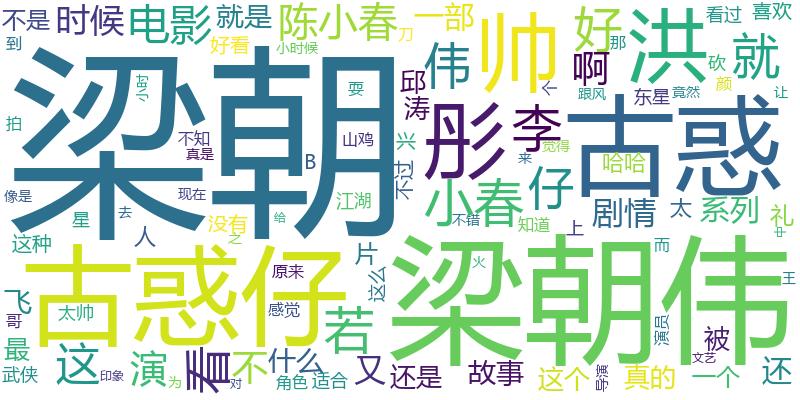 不是
时候
电影
就是
陈小春
一部
好
洪
看过
喜欢
到
好看
小时候
刀
帅
那
就
梁朝
小时
耍
邱
伟
啊
砍
颜
让
涛
个
跟风
东星
竟然
拍
不知
真是
山鸡
兴
彤
李
古惑
B
觉得
哈哈
像是
现在
江湖
不过
来
仔
小春
剧情
太
系列
礼
星
去
没有
给
不错
知道
上
这种
人
之
片
古惑仔
梁朝伟
而
廿
飞
原来
这么
火
王
哥
太帅
感觉
若
演员
被
最
这
演
看
不
什么
又
还是
故事
这个
导演
真的
文艺
一个
还
武侠
印象
为
对
角色
适合